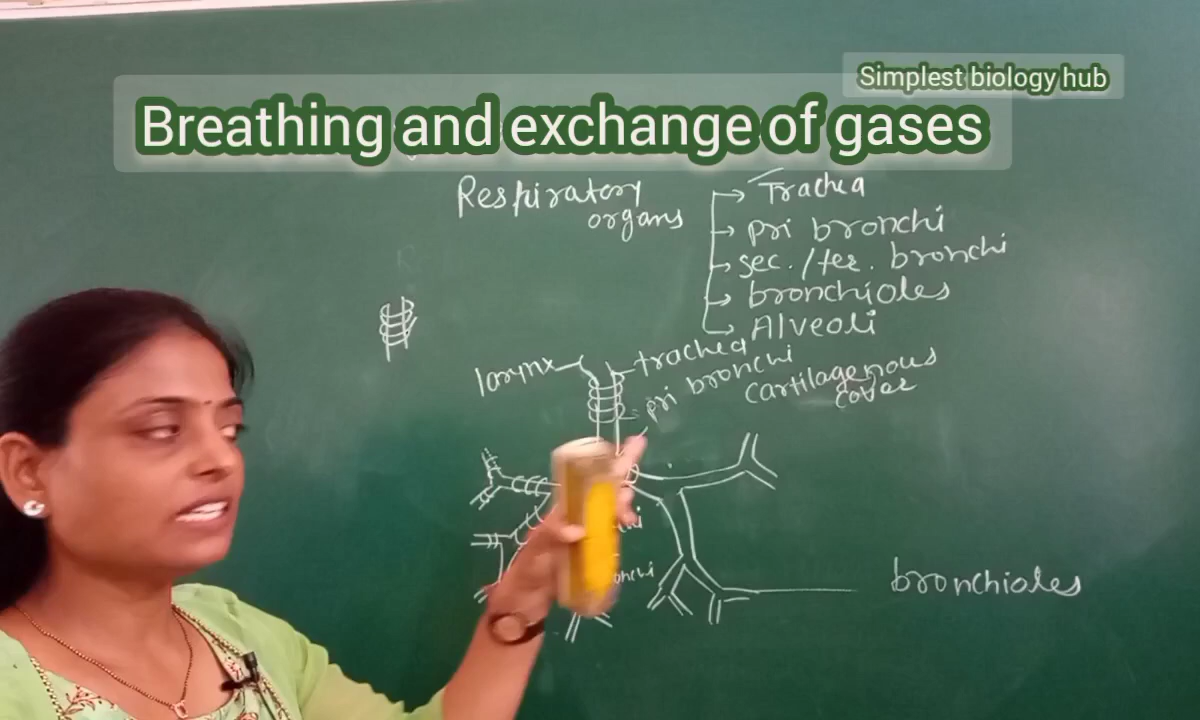 Simplest biology hub
Breathing and exchange of gases
Respiratory
organs
Trachea
pri bronchi
sec./ter. bronchi
bronchioles
Alveoli
larynx
trachea
pri bronchi
cartilagenous
cover
bronchioles